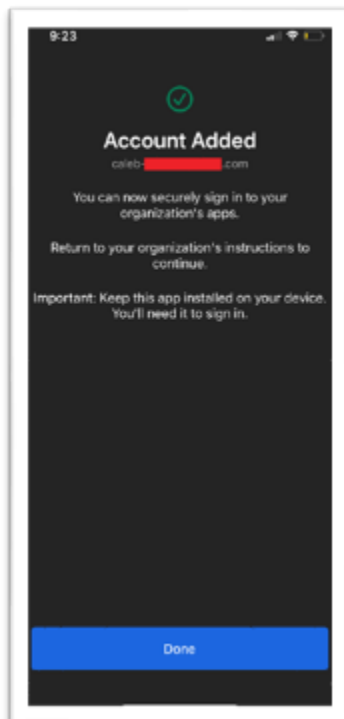 9:23
Account Added
caleb- .com
You can now securely sign in to your
organization's apps.
Return to your organization's instructions to
continue.
Important: Keep this app installed on your device.
You'll need it to sign in.
Done